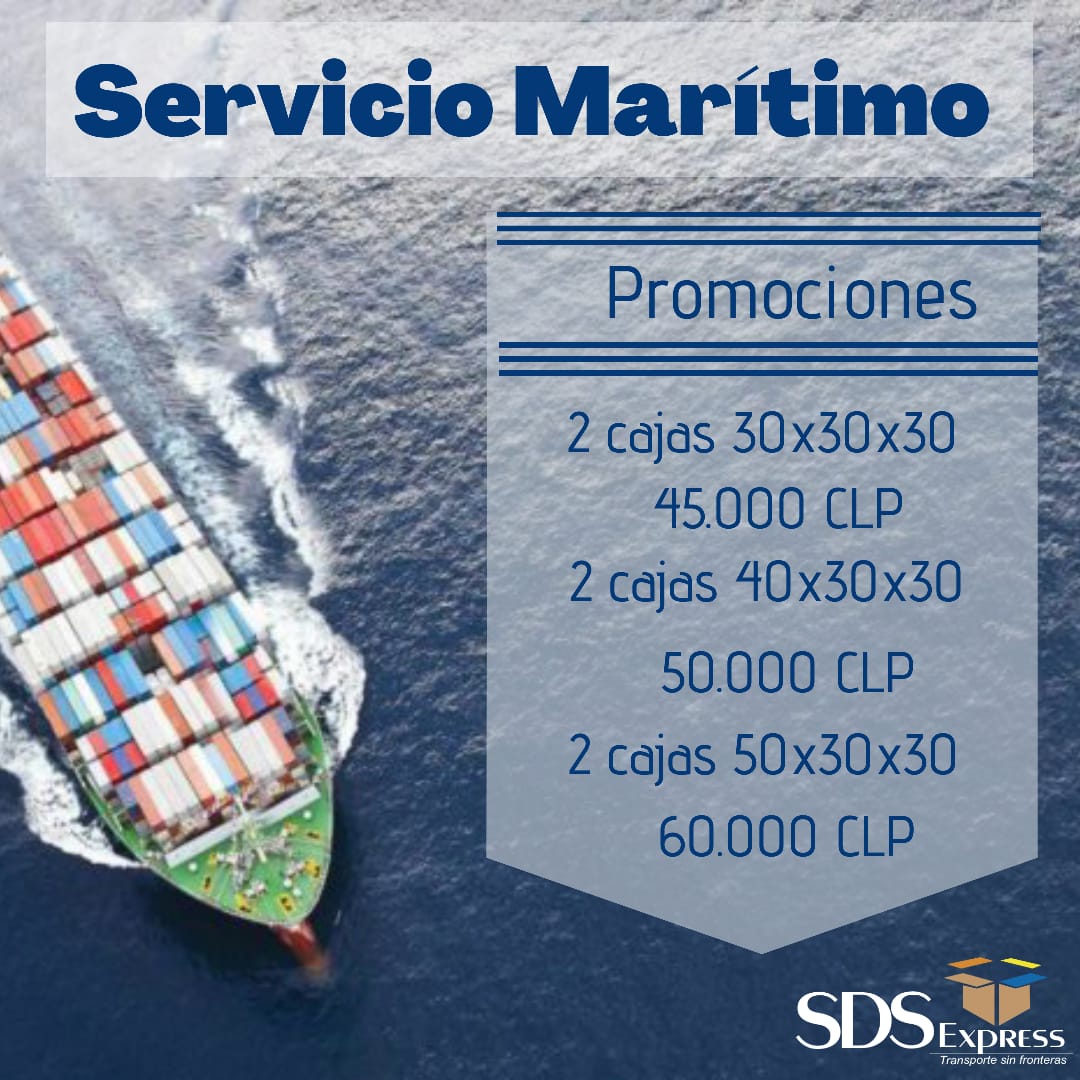 Servicio Marítimo
Promociones
2 cajas 30x30x30
45.000 CLP
2 cajas 40x30x30
50.000 CLP
2 cajas 50x30x30
60.000 CLP
SDS EXPRESS
Transporte sin fronteras